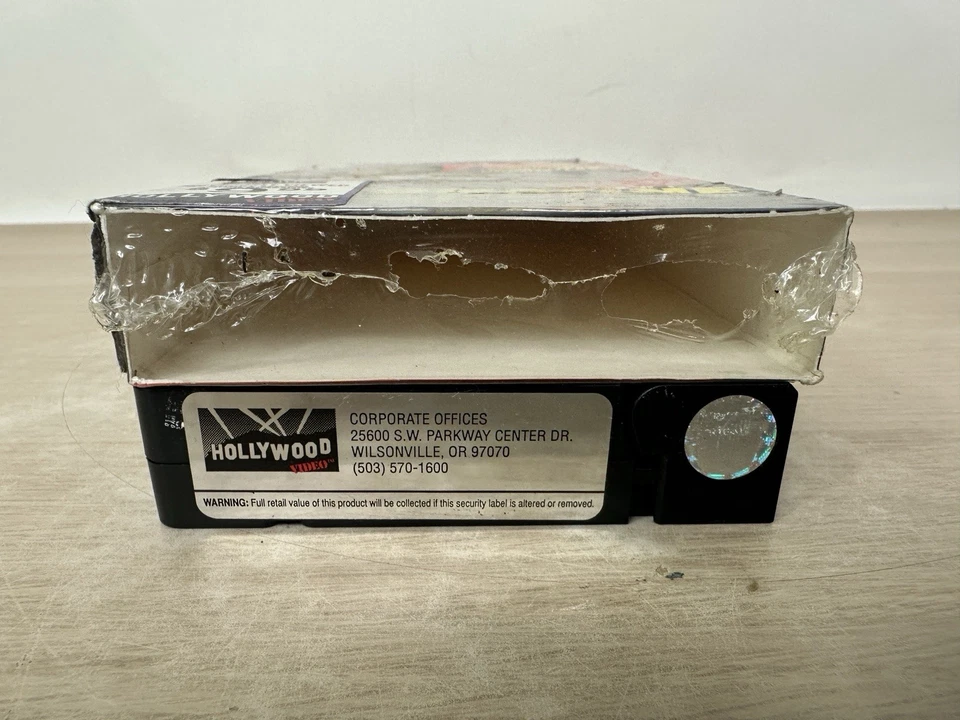 HOLLYWOOD
VIDEO™
CORPORATE OFFICES
25600 S.W. PARKWAY CENTER DR.
WILSONVILLE, OR 97070
(503) 570-1600
WARNING: Full retail value of this product will be collected if this security label is altered or removed.